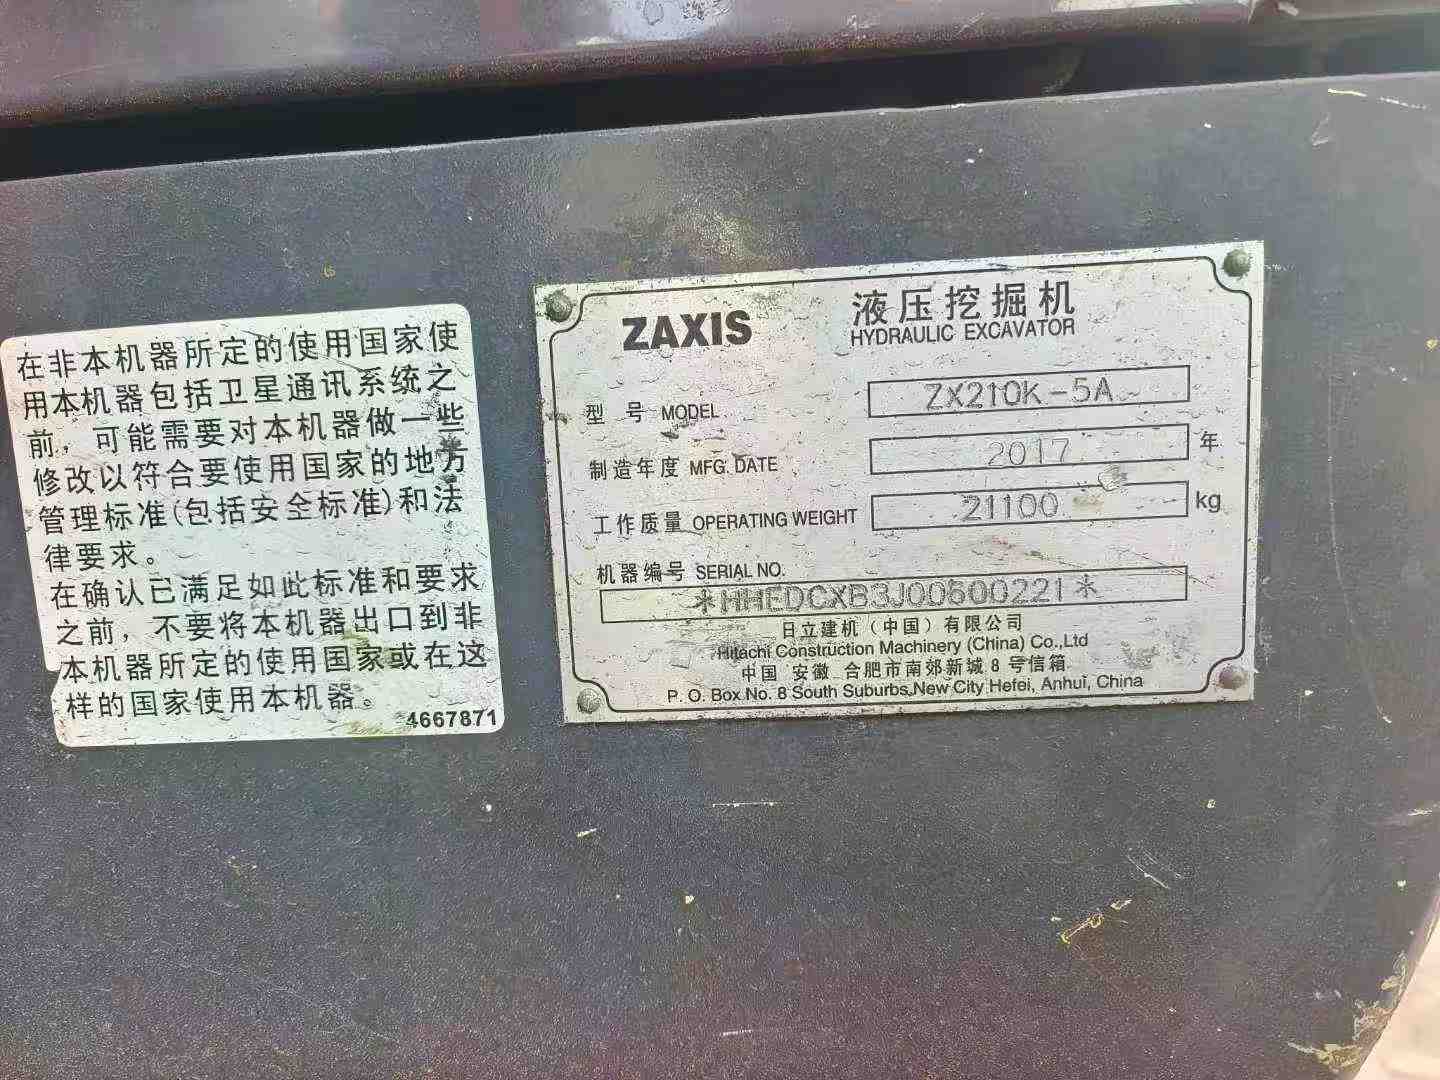 在非本机器所定的使用国家使
用本机器包括卫星通讯系统之
前，可能需要对本机器做一些
修改以符合要使用国家的地方
管理标准(包括安全标准)和法
律要求。
在确认已满足如此标准和要求
之前，不要将本机器出口到非
本机器所定的使用国家或在这
样的国家使用本机器。
4667871
ZAXIS
液压挖掘机
HYDRAULIC EXCAVATOR
型 号 MODEL ZX210K-5A
制造年度 MFG. DATE 2017 年
工作质量 OPERATING WEIGHT 21100 kg
机器编号 SERIAL NO.
*HHEDCXB3J00600221*
日立建机（中国）有限公司
Hitachi Construction Machinery (China) Co.,Ltd
中国 安徽 合肥市南郊新城 8 号信箱
P. O. Box No. 8 South Suburbs,New City Hefei, Anhui, China